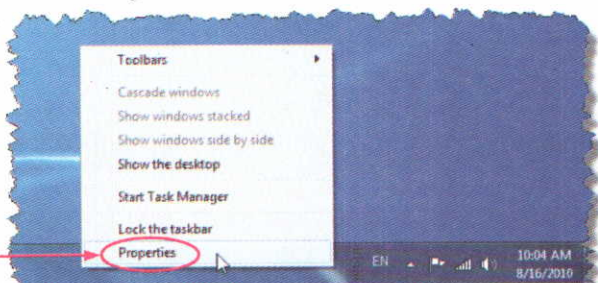 Toolbars
Cascade windows
Show windows stacked
Show windows side by side
Show the desktop
Start Task Manager
Lock the taskbar
Properties
EN
10:04 AM
8/16/2010